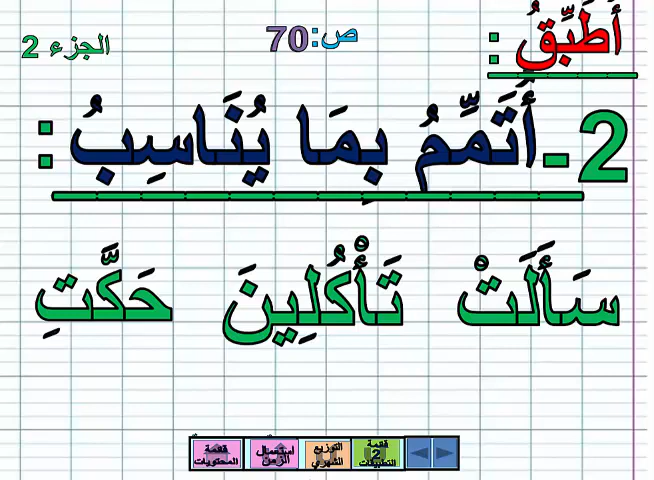 أُطَبِّقُ :
ص:70
الجزء 2
2-أُتَمِّمُ بِمَا يُنَاسِبُ :
سَأَلَتْ تَأْكُلِينَ حَكَّتِ
قائمة التطبيقات 2
التوزيع الشهري
استعمال الزمن
قائمة المحتويات